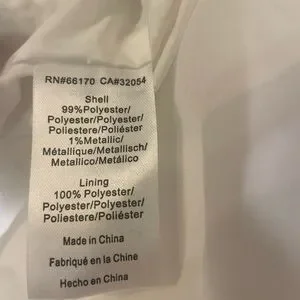 RN#66170 CA#32054
Shell
99%Polyester/
Polyester/Polyester/
Poliestere/Poliéster
1%Metallic/
Métallique/Metallisch/
Metallico/Metálico
Lining
100% Polyester/
Polyester/Polyester/
Poliestere/Poliéster
Made in China
Fabriqué en la Chine
Hecho en China